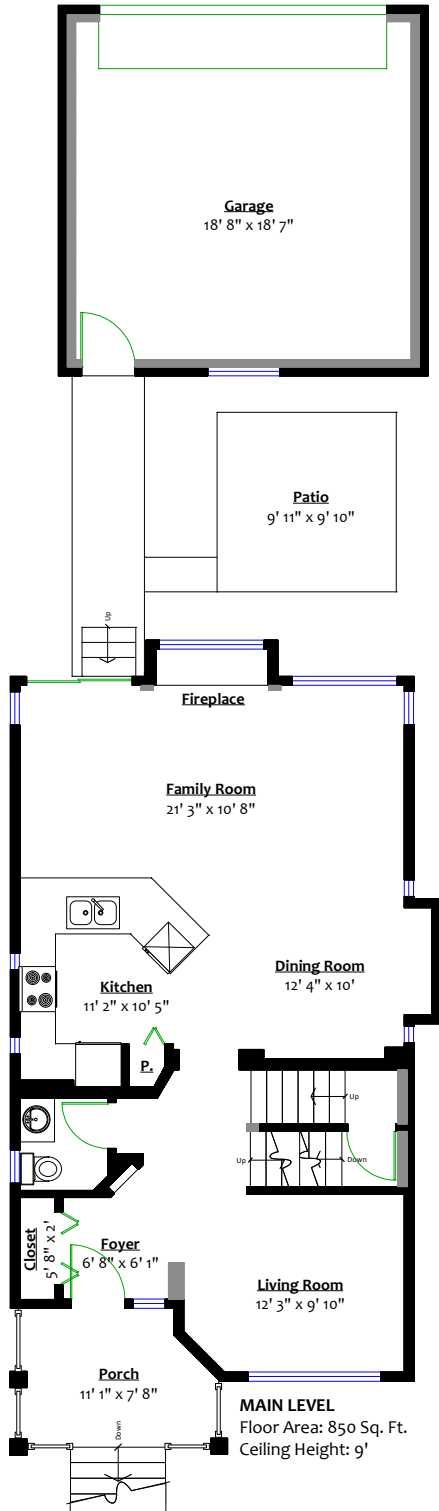 Garage
18' 8" x 18' 7"
Patio
9' 11" x 9' 10"
Up
Fireplace
Family Room
21' 3" x 10' 8"
Kitchen
11' 2" x 10' 5"
Dining Room
12' 4" x 10'
P.
Up
Up
Down
Closet
5' 8" x 2'
Foyer
6' 8" x 6' 1"
Living Room
12' 3" x 9' 10"
Porch
11' 1" x 7' 8"
Down
MAIN LEVEL
Floor Area: 850 Sq. Ft.
Ceiling Height: 9'